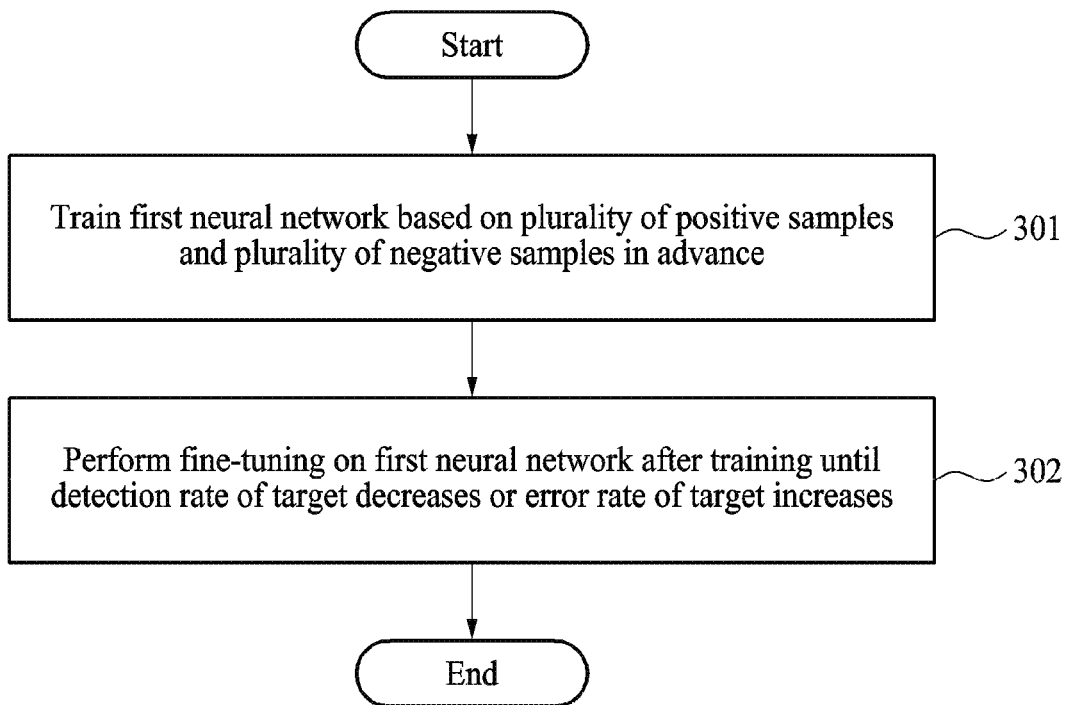 Start
Train first neural network based on plurality of positive samples
and plurality of negative samples in advance
301
Perform fine-tuning on first neural network after training until
detection rate of target decreases or error rate of target increases
302
End